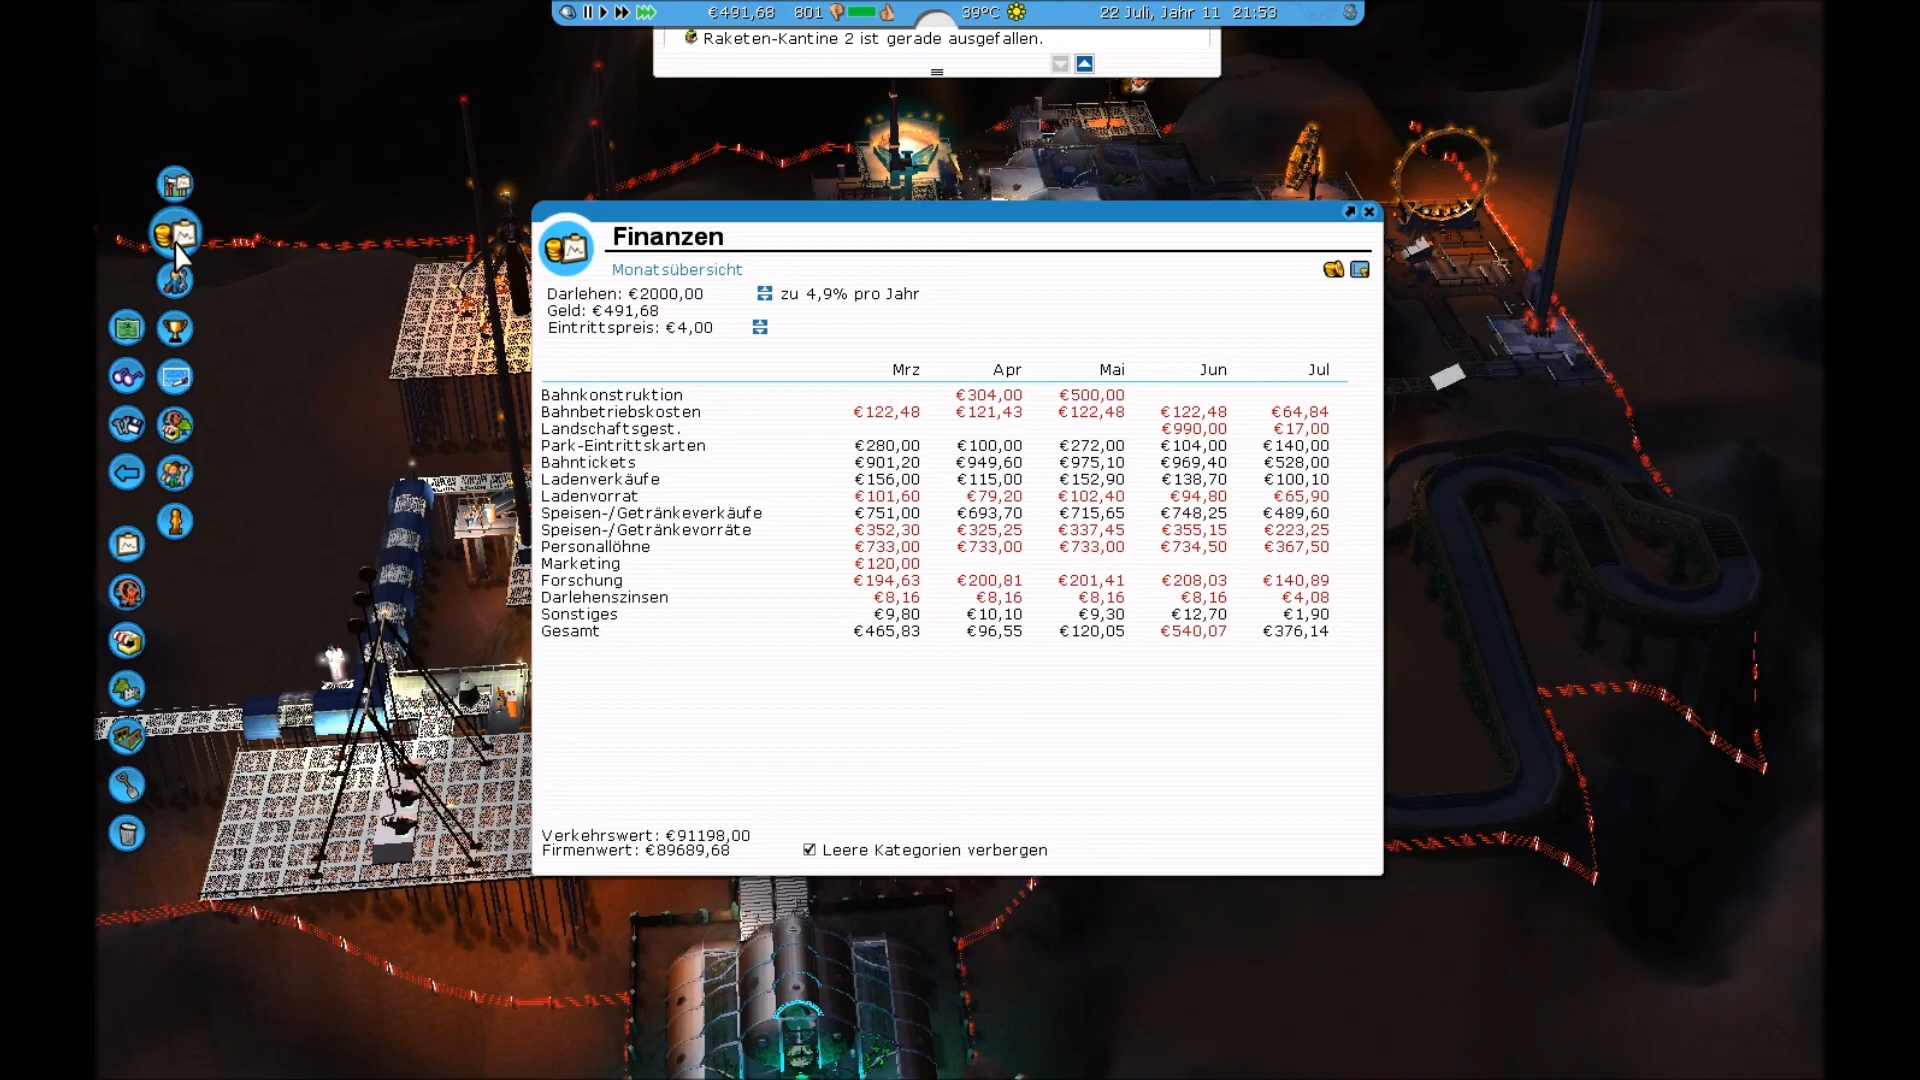 €491,68 801 39°C 22 Juli, Jahr 11 21:53
Raketen-Kantine 2 ist gerade ausgefallen.
Finanzen
Monatsübersicht
Darlehen: €2000,00 zu 4,9% pro Jahr
Geld: €491,68
Eintrittspreis: €4,00
Mrz Apr Mai Jun Jul
Bahnkonstruktion €304,00 €500,00
Bahnbetriebskosten €122,48 €121,43 €122,48 €122,48 €64,84
Landschaftsgest. €990,00 €17,00
Park-Eintrittskarten €280,00 €100,00 €272,00 €104,00 €140,00
Bahntickets €901,20 €949,60 €975,10 €969,40 €528,00
Ladenverkäufe €156,00 €115,00 €152,90 €138,70 €100,10
Ladenvorrat €101,60 €79,20 €102,40 €94,80 €65,90
Speisen-/Getränkeverkäufe €751,00 €693,70 €715,65 €748,25 €489,60
Speisen-/Getränkevorräte €352,30 €325,25 €337,45 €355,15 €223,25
Personallöhne €733,00 €733,00 €733,00 €734,50 €367,50
Marketing €120,00
Forschung €194,63 €200,81 €201,41 €208,03 €140,89
Darlehenszinsen €8,16 €8,16 €8,16 €8,16 €4,08
Sonstiges €9,80 €10,10 €9,30 €12,70 €1,90
Gesamt €465,83 €96,55 €120,05 €540,07 €376,14
Verkehrswert: €91198,00
Firmenwert: €89689,68 Leere Kategorien verbergen